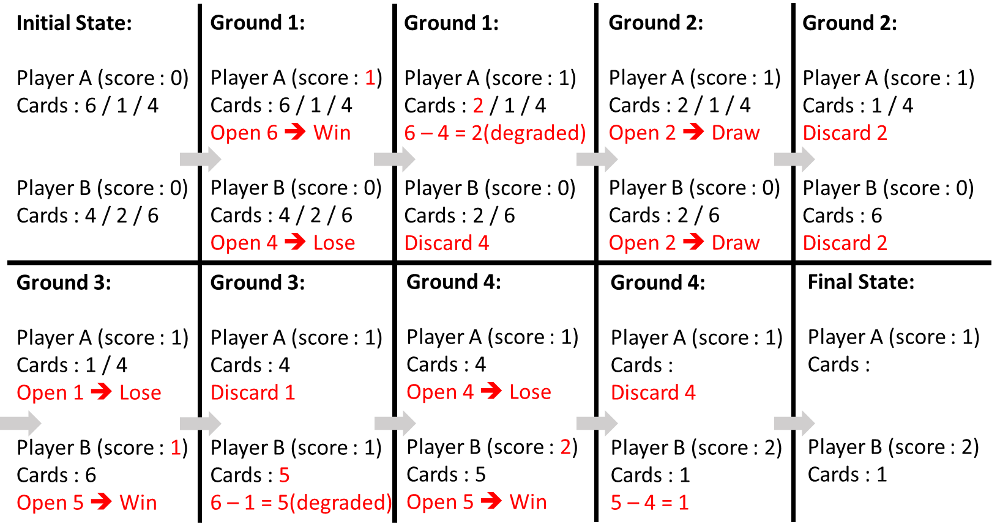 Initial State:
Player A (score : 0)
Cards : 6 / 1 / 4
Player B (score : 0)
Cards : 4 / 2 / 6
Ground 1:
Player A (score : 1)
Cards : 6 / 1 / 4
Open 6 ➔ Win
Player B (score : 0)
Cards : 4 / 2 / 6
Open 4 ➔ Lose
Ground 1:
Player A (score : 1)
Cards : 2 / 1 / 4
6 – 4 = 2(degraded)
Player B (score : 0)
Cards : 2 / 6
Discard 4
Ground 2:
Player A (score : 1)
Cards : 2 / 1 / 4
Open 2 ➔ Draw
Player B (score : 0)
Cards : 2 / 6
Open 2 ➔ Draw
Ground 2:
Player A (score : 1)
Cards : 1 / 4
Discard 2
Player B (score : 0)
Cards : 6
Discard 2
Ground 3:
Player A (score : 1)
Cards : 1 / 4
Open 1 ➔ Lose
Player B (score : 1)
Cards : 6
Open 5 ➔ Win
Ground 3:
Player A (score : 1)
Cards : 4
Discard 1
Player B (score : 1)
Cards : 5
6 – 1 = 5(degraded)
Ground 4:
Player A (score : 1)
Cards : 4
Open 4 ➔ Lose
Player B (score : 2)
Cards : 5
Open 5 ➔ Win
Ground 4:
Player A (score : 1)
Cards :
Discard 4
Player B (score : 2)
Cards : 1
5 – 4 = 1
Final State:
Player A (score : 1)
Cards :
Player B (score : 2)
Cards : 1